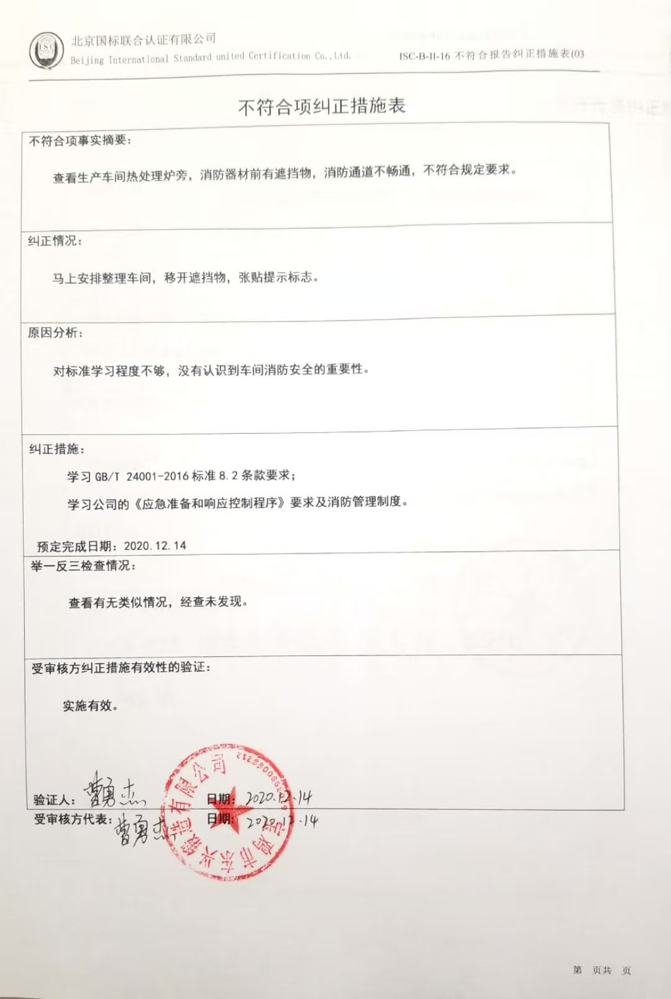 ISC
北京国标联合认证有限公司
Beijing International Standard united Certification Co.,Ltd.
ISC-B-II-16 不符合报告纠正措施表(03
不符合项纠正措施表
不符合项事实摘要：
查看生产车间热处理炉旁，消防器材前有遮挡物，消防通道不畅通，不符合规定要求。
纠正情况：
马上安排整理车间，移开遮挡物，张贴提示标志。
原因分析：
对标准学习程度不够，没有认识到车间消防安全的重要性。
纠正措施：
学习 GB/T 24001-2016 标准 8.2 条款要求；
学习公司的《应急准备和响应控制程序》要求及消防管理制度。
预定完成日期：2020.12.14
举一反三检查情况：
查看有无类似情况，经查未发现。
受审核方纠正措施有效性的验证：
实施有效。
验证人：曹勇杰 日期：2020.12.14
受审核方代表：曹勇杰 日期：2020.12.14
宝鸡市东兴锻造有限公司
第 页共 页